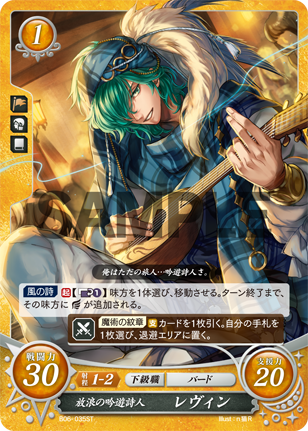 1
SAMPLE
俺はただの旅人…吟遊詩人さ。
風の詩 起【1】味方を1体選び、移動させる。ターン終了まで、
その味方に が追加される。
魔術の紋章 支 カードを1枚引く。自分の手札を
1枚選び、退避エリアに置く。
戦闘力
30
射程 1-2 下級職 バード
支援力
20
放浪の吟遊詩人 レヴィン
B06-035ST